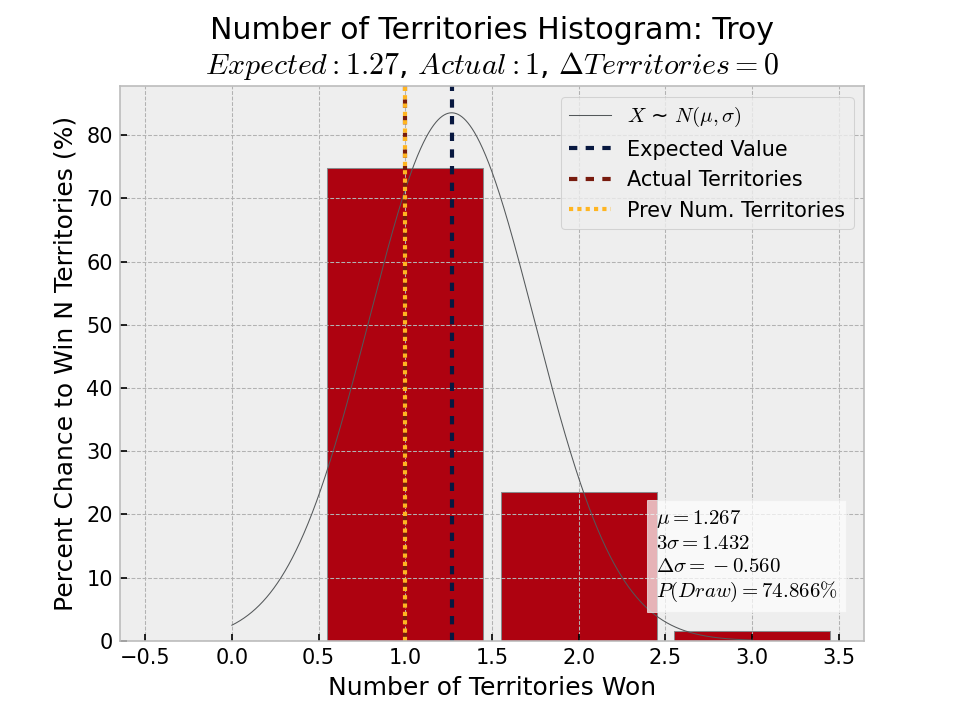 Number of Territories Histogram: Troy
Expected : 1.27, Actual : 1, ΔTerritories = 0
Percent Chance to Win N Territories (%)
80
70
60
50
40
30
20
10
0
X ∼ N(μ, σ)
Expected Value
Actual Territories
Prev Num. Territories
μ = 1.267
3σ = 1.432
Δσ = −0.560
P(Draw) = 74.866%
−0.5 0.0 0.5 1.0 1.5 2.0 2.5 3.0 3.5
Number of Territories Won